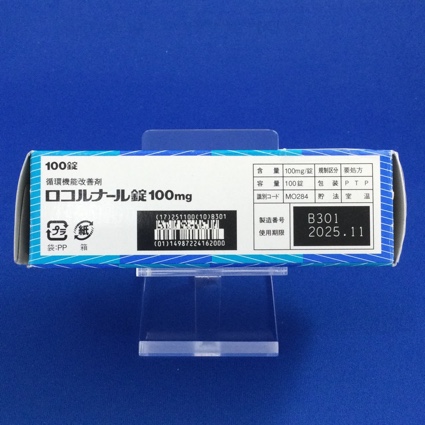 100錠
循環機能改善剤
ロコルナール錠100mg
プラ
紙
袋:PP 箱
(17)251100(10)B301
(01)14987224162000
含量 100mg/錠 規制区分 要処方
容量 100錠 包装 PTP
識別コード MO284 貯法 室温
製造番号 B301
使用期限 2025.11